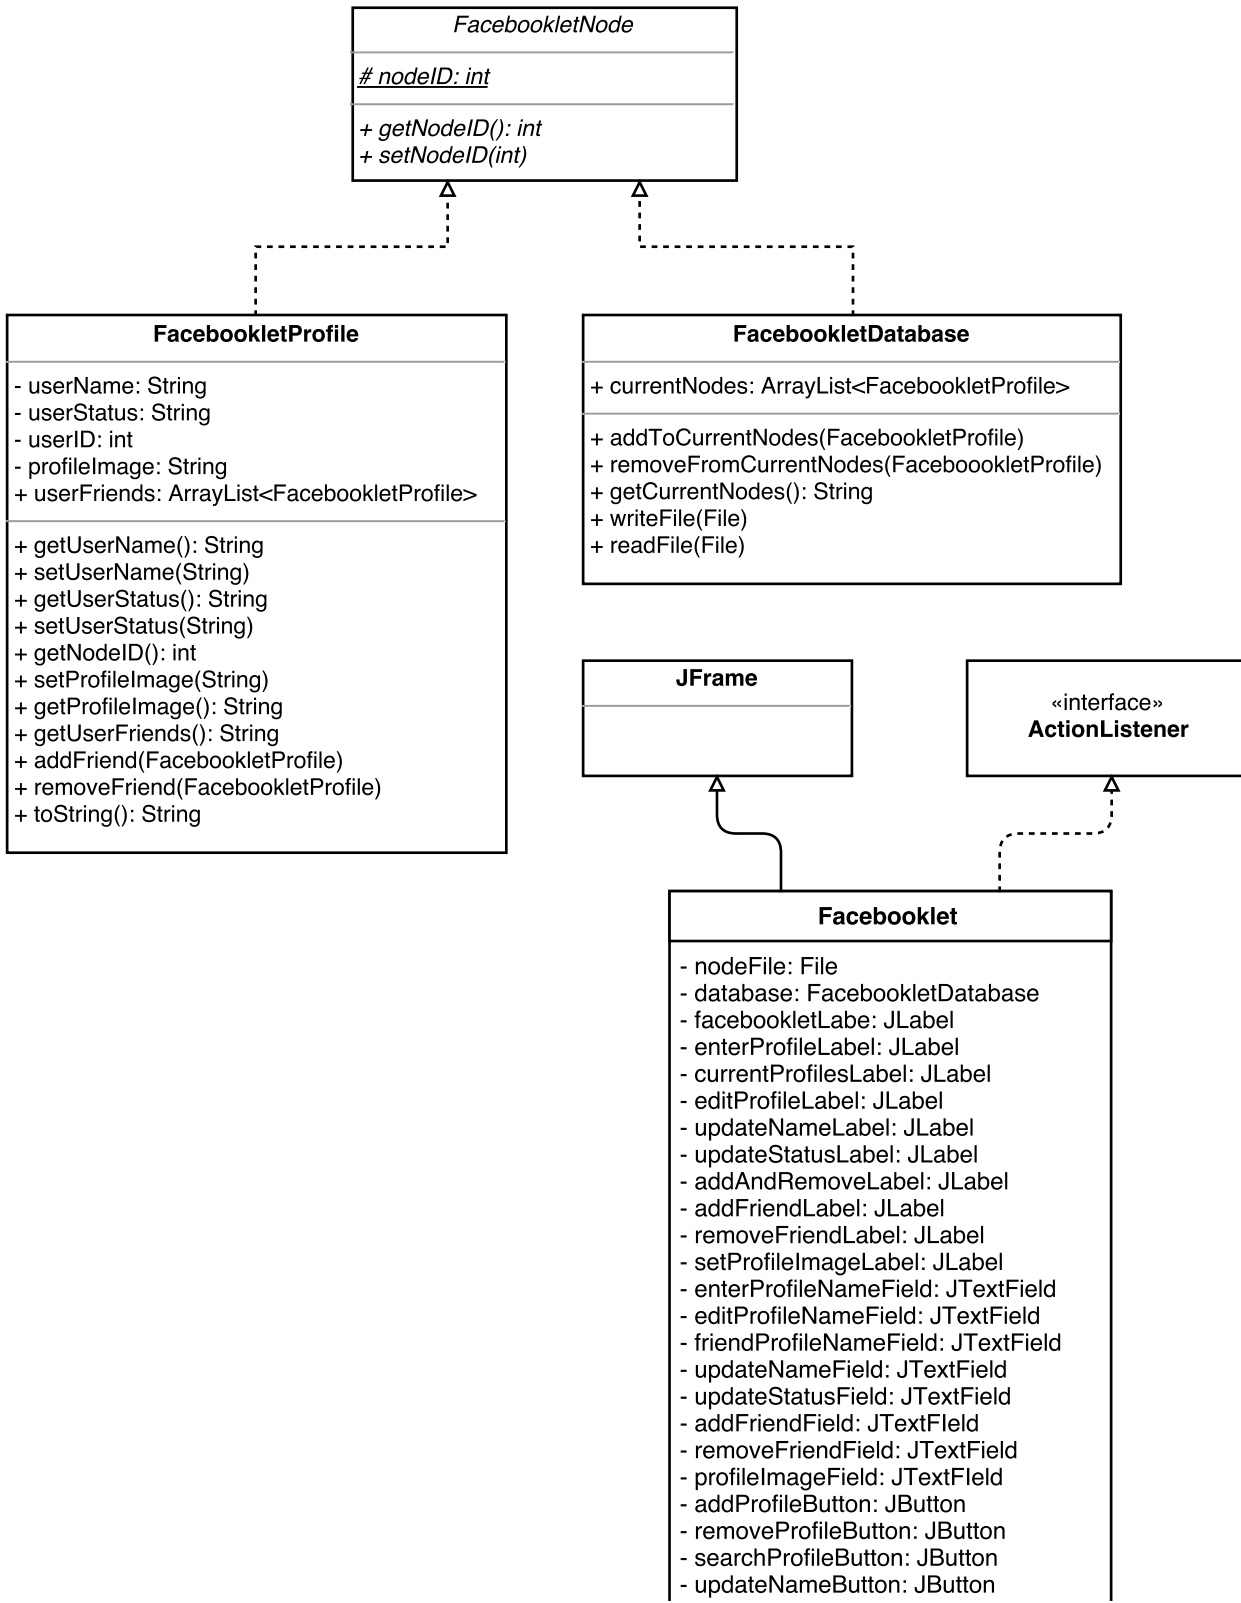 FacebookletNode
# nodeID: int
+ getNodeID(): int
+ setNodeID(int)
FacebookletProfile
- userName: String
- userStatus: String
- userID: int
- profileImage: String
+ userFriends: ArrayList<FacebookletProfile>
+ getUserName(): String
+ setUserName(String)
+ getUserStatus(): String
+ setUserStatus(String)
+ getNodeID(): int
+ setProfileImage(String)
+ getProfileImage(): String
+ getUserFriends(): String
+ addFriend(FacebookletProfile)
+ removeFriend(FacebookletProfile)
+ toString(): String
FacebookletDatabase
+ currentNodes: ArrayList<FacebookletProfile>
+ addToCurrentNodes(FacebookletProfile)
+ removeFromCurrentNodes(FaceboookletProfile)
+ getCurrentNodes(): String
+ writeFile(File)
+ readFile(File)
JFrame
«interface»
ActionListener
Facebooklet
- nodeFile: File
- database: FacebookletDatabase
- facebookletLabe: JLabel
- enterProfileLabel: JLabel
- currentProfilesLabel: JLabel
- editProfileLabel: JLabel
- updateNameLabel: JLabel
- updateStatusLabel: JLabel
- addAndRemoveLabel: JLabel
- addFriendLabel: JLabel
- removeFriendLabel: JLabel
- setProfileImageLabel: JLabel
- enterProfileNameField: JTextField
- editProfileNameField: JTextField
- friendProfileNameField: JTextField
- updateNameField: JTextField
- updateStatusField: JTextField
- addFriendField: JTextFIeld
- removeFriendField: JTextField
- profileImageField: JTextFIeld
- addProfileButton: JButton
- removeProfileButton: JButton
- searchProfileButton: JButton
- updateNameButton: JButton